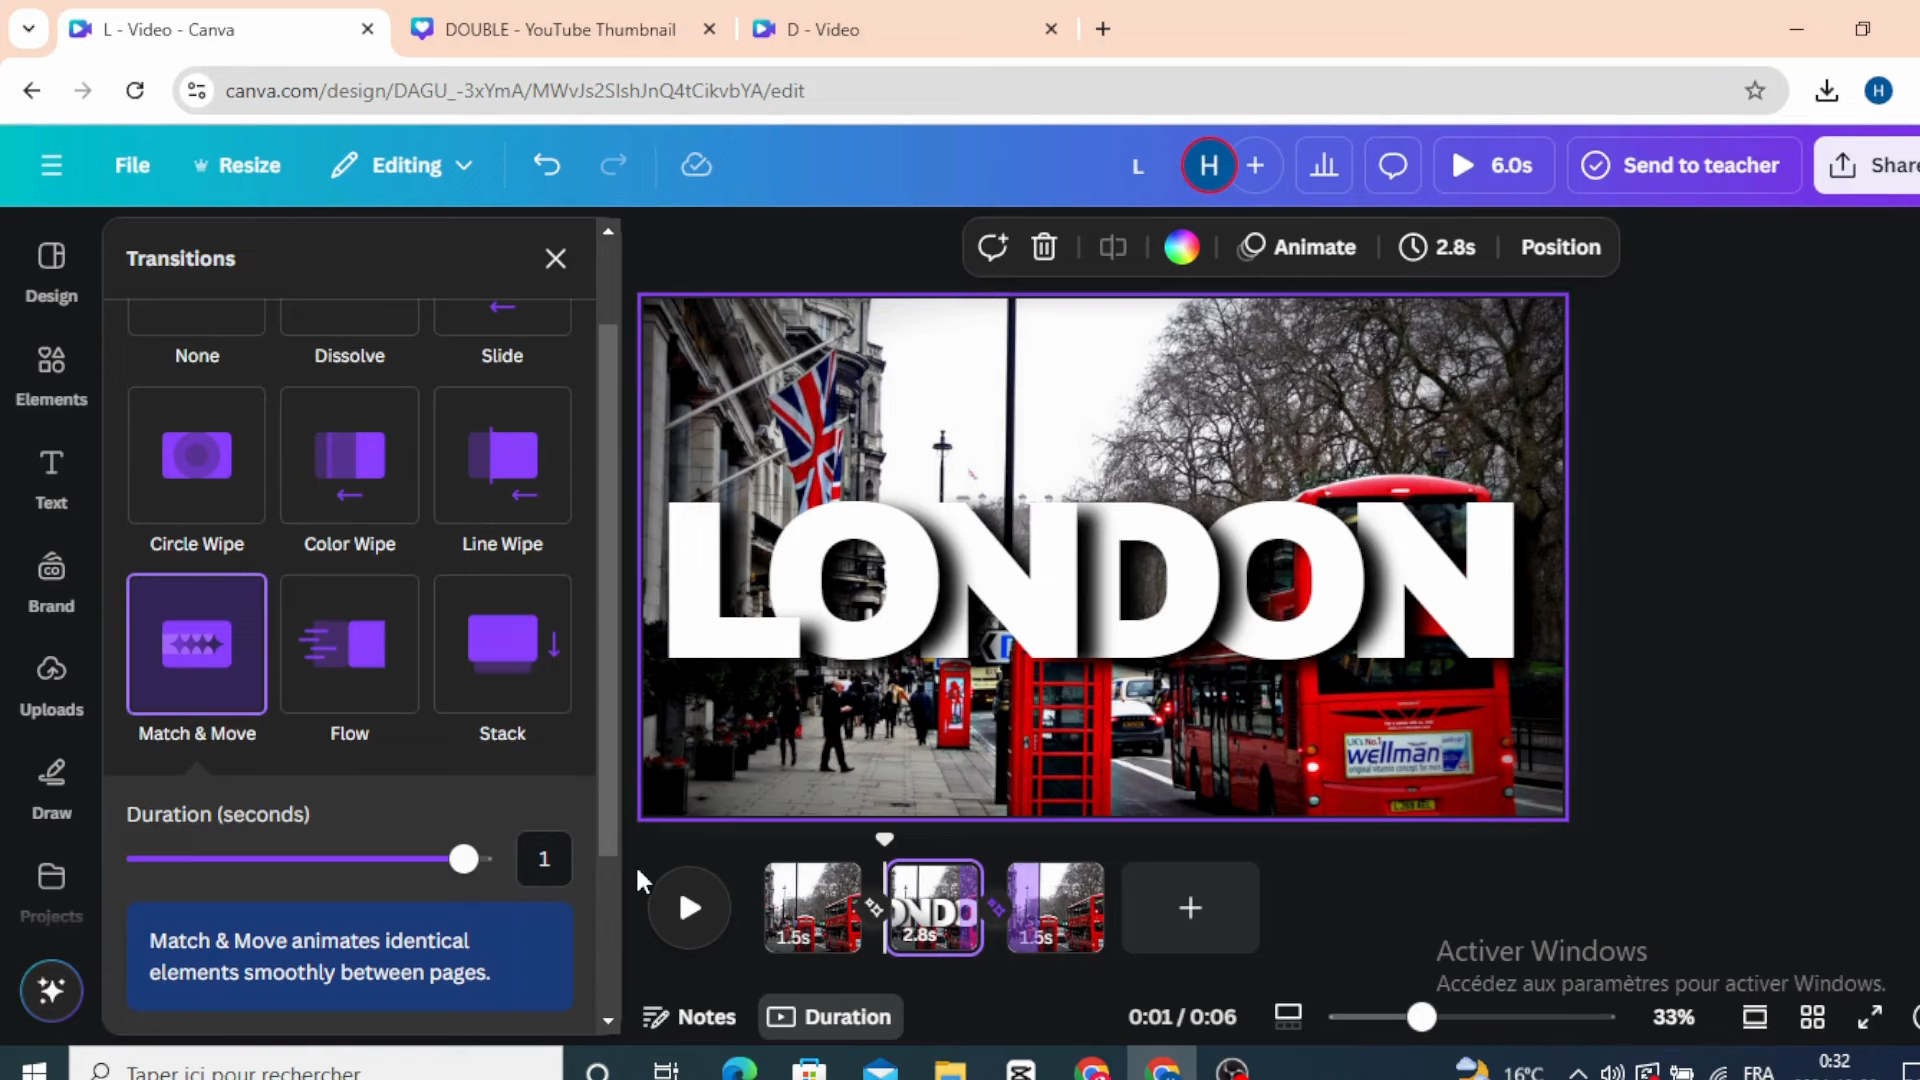 L - Video - Canva
DOUBLE - YouTube Thumbnail
D - Video
canva.com/design/DAGU_-3xYmA/MWvJs2SIshJnQ4tCikvbYA/edit
H
File
Resize
Editing
L
H
6.0s
Send to teacher
Share
Design
Elements
Text
Brand
Uploads
Draw
Projects
Transitions
None
Dissolve
Slide
Circle Wipe
Color Wipe
Line Wipe
Match & Move
Flow
Stack
Duration (seconds)
1
Match & Move animates identical
elements smoothly between pages.
Animate
2.8s
Position
LONDON
UK's No.1
wellman
1.5s
ONDO
2.8s
1.5s
Activer Windows
Accédez aux paramètres pour activer Windows.
Notes
Duration
0:01 / 0:06
33%
Taper ici pour rechercher
16°C
FRA
0:32